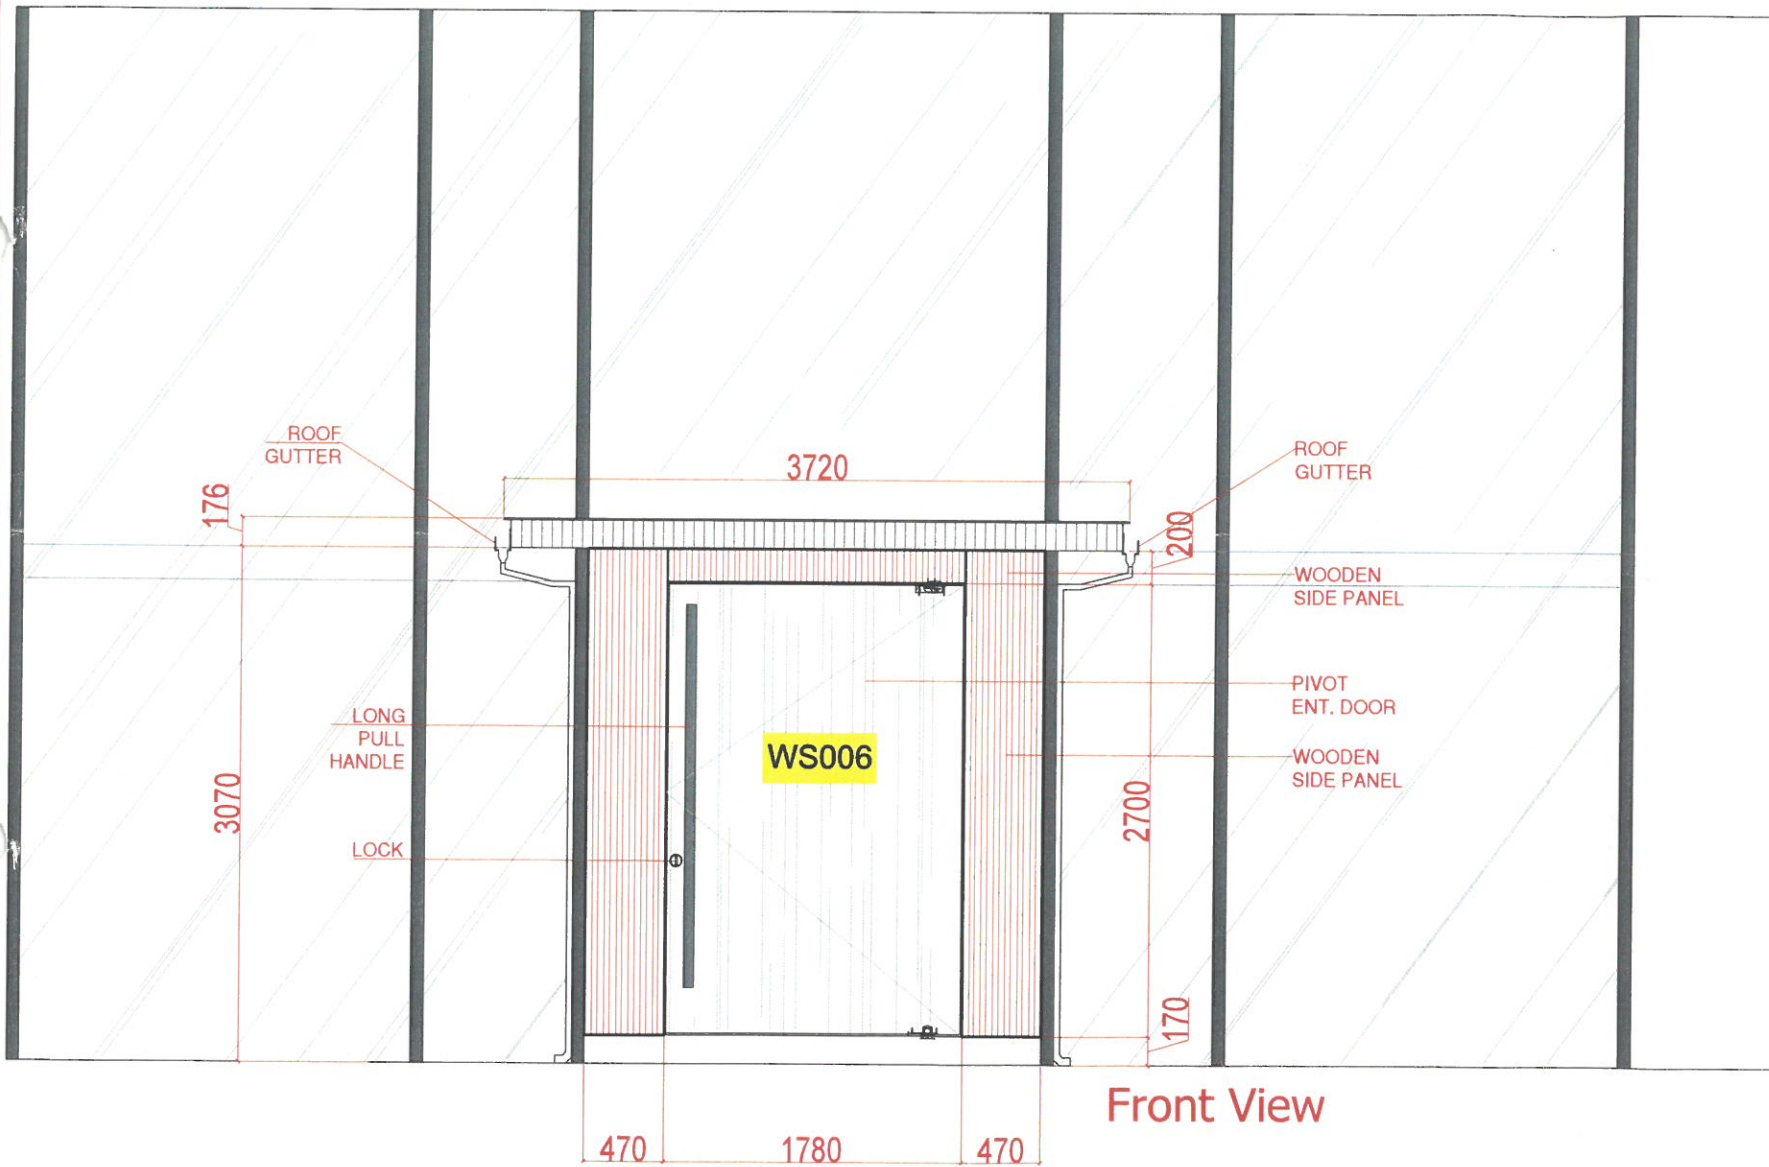 ROOF
GUTTER
3720
ROOF
GUTTER
176
200
WOODEN
SIDE PANEL
PIVOT
ENT. DOOR
LONG
PULL
HANDLE
WS006
WOODEN
SIDE PANEL
3070
2700
LOCK
170
Front View
470
1780
470